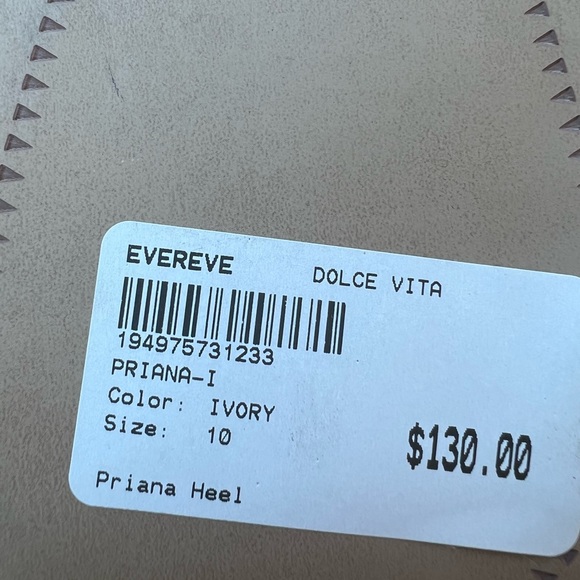 EVEREVE DOLCE VITA
194975731233
PRIANA-I
Color: IVORY
Size: 10
$130.00
Priana Heel